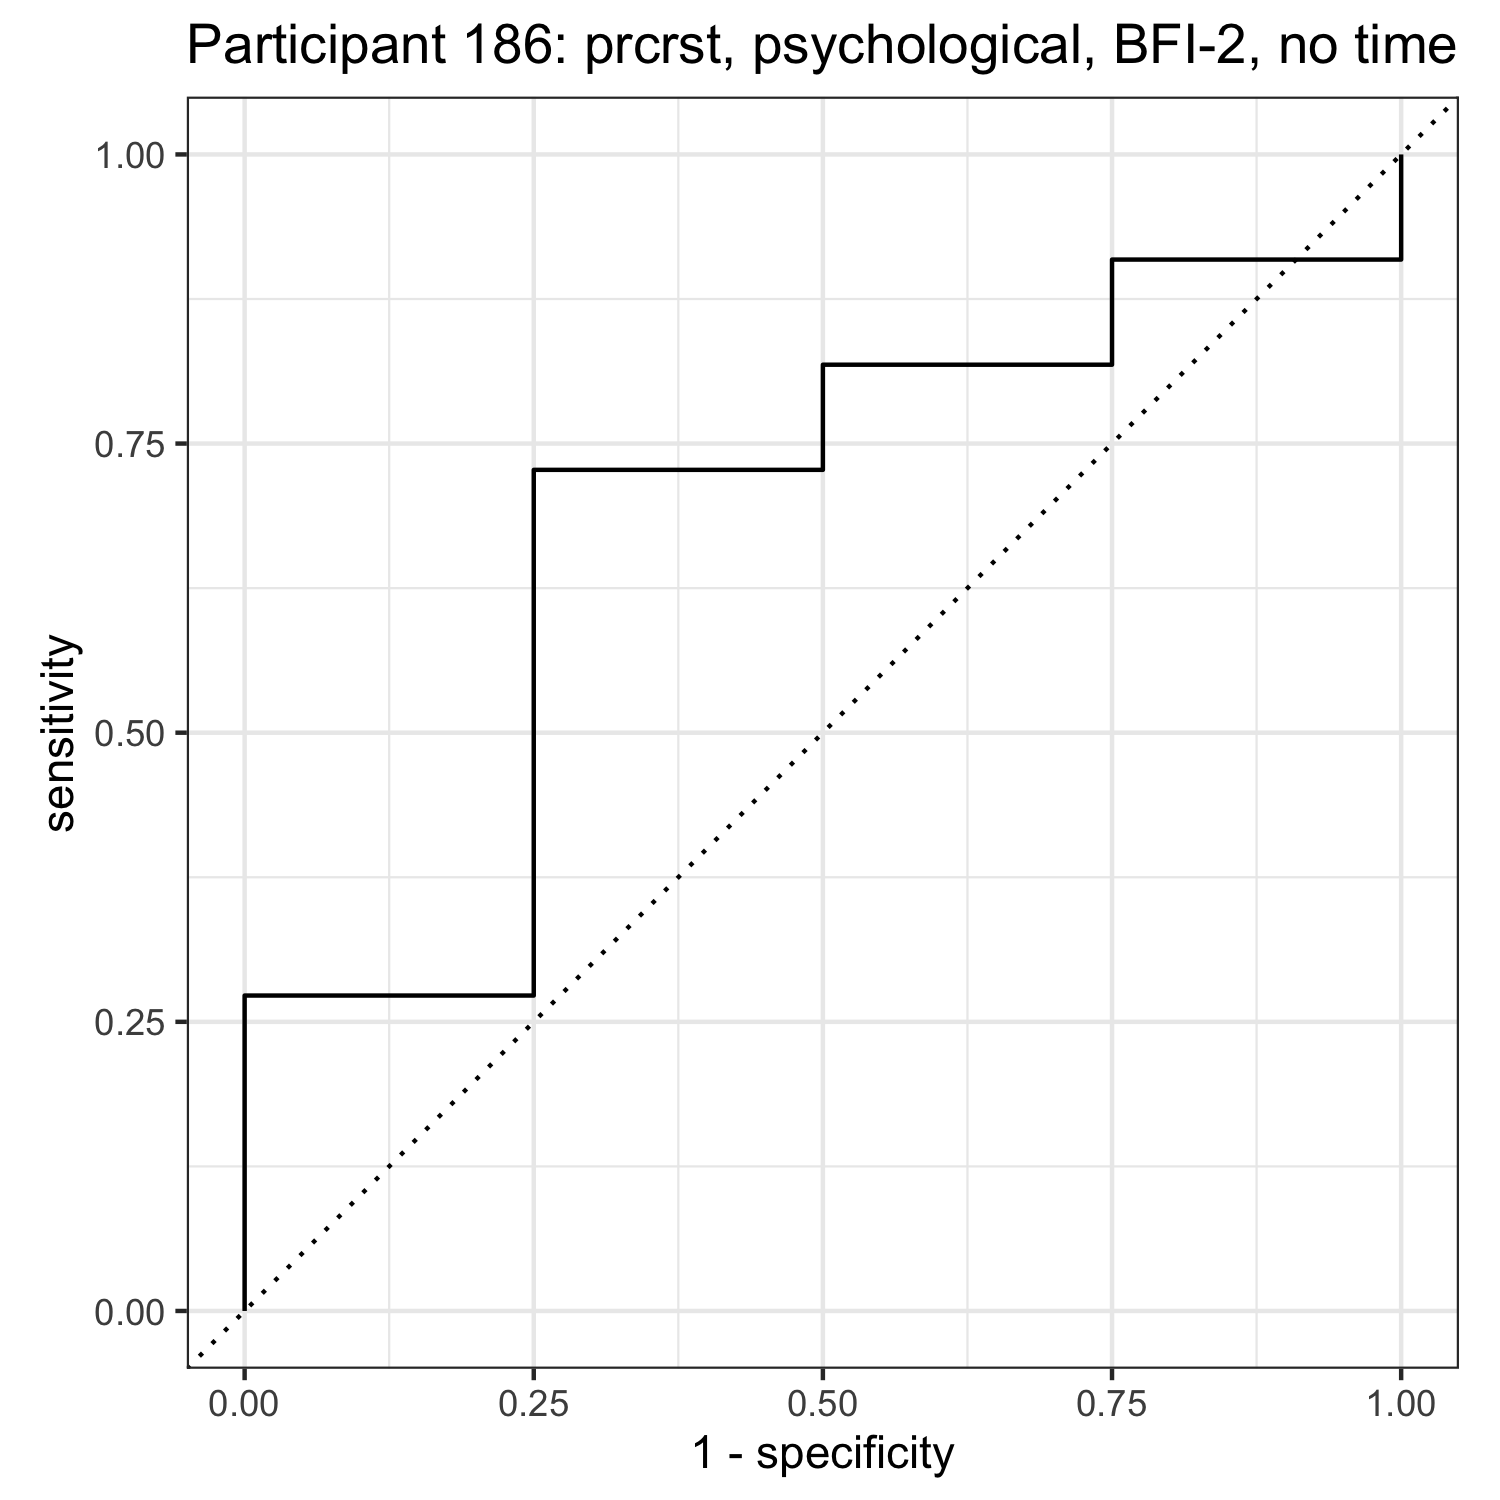 Participant 186: prcrst, psychological, BFI-2, no time
1.00
0.75
0.50
0.25
0.00
sensitivity
0.00 0.25 0.50 0.75 1.00
1 - specificity